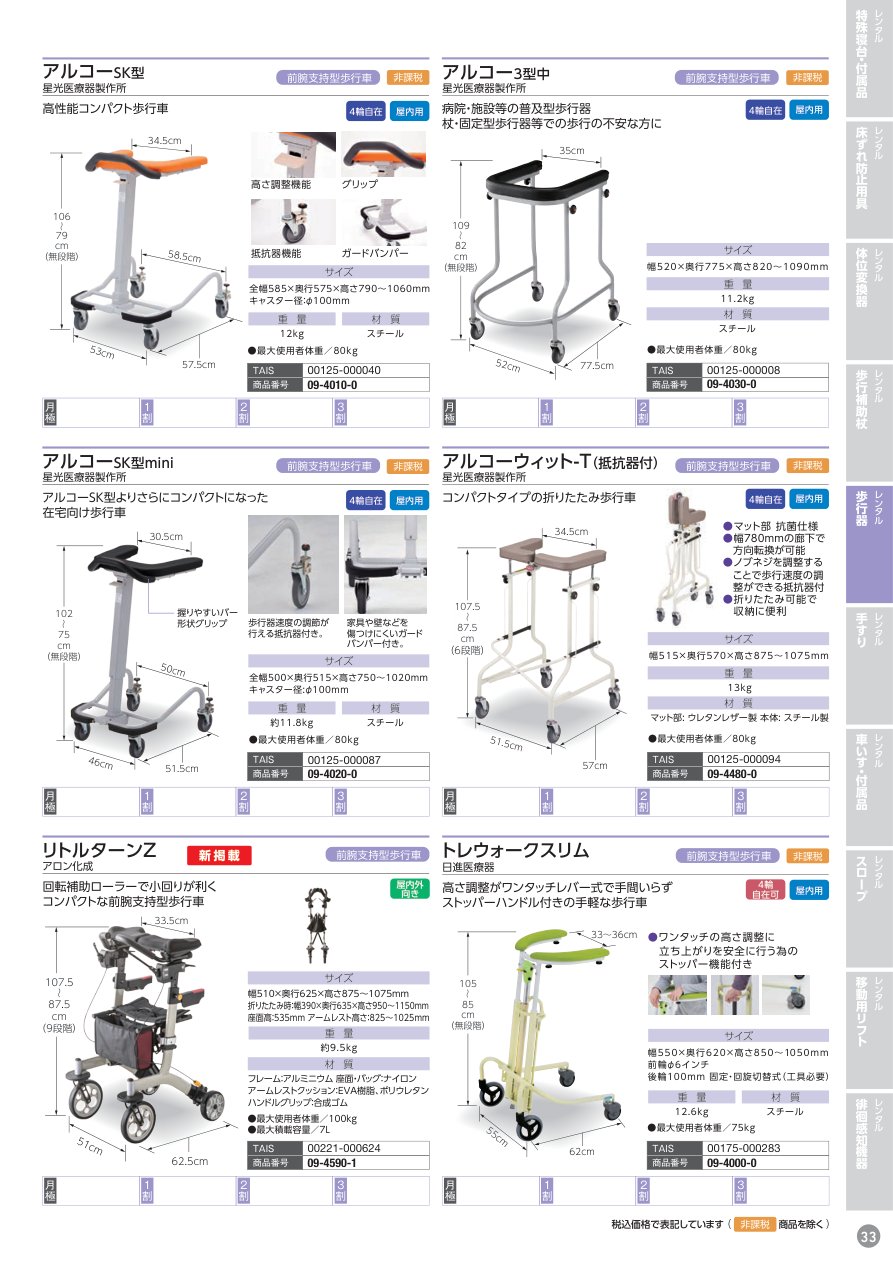 アルコーSK型
星光医療器製作所
前腕支持型歩行車 非課税
高性能コンパクト歩行車
4輪自在 屋内用
34.5cm
106
〜
79
cm
(無段階)
58.5cm
53cm
57.5cm
高さ調整機能
グリップ
抵抗器機能
ガードバンパー
サイズ
全幅585×奥行575×高さ790〜1060mm
キャスター径:φ100mm
重 量 材 質
12kg スチール
●最大使用者体重／80kg
TAIS 00125-000040
商品番号 09-4010-0
月極 1割 2割 3割
アルコー3型中
星光医療器製作所
前腕支持型歩行車 非課税
病院・施設等の普及型歩行器
杖・固定型歩行器等での歩行の不安な方に
4輪自在 屋内用
35cm
109
〜
82
cm
(無段階)
52cm
77.5cm
サイズ
幅520×奥行775×高さ820〜1090mm
重 量
11.2kg
材 質
スチール
●最大使用者体重／80kg
TAIS 00125-000008
商品番号 09-4030-0
月極 1割 2割 3割
アルコーSK型mini
星光医療器製作所
前腕支持型歩行車 非課税
アルコーSK型よりさらにコンパクトになった
在宅向け歩行車
4輪自在 屋内用
30.5cm
102
〜
75
cm
(無段階)
握りやすいバー
形状グリップ
50cm
46cm
51.5cm
歩行器速度の調節が
行える抵抗器付き。
家具や壁などを
傷つけにくいガード
バンパー付き。
サイズ
全幅500×奥行515×高さ750〜1020mm
キャスター径:φ100mm
重 量 材 質
約11.8kg スチール
●最大使用者体重／80kg
TAIS 00125-000087
商品番号 09-4020-0
月極 1割 2割 3割
アルコーウィット-T(抵抗器付)
星光医療器製作所
前腕支持型歩行車 非課税
コンパクトタイプの折りたたみ歩行車
4輪自在 屋内用
34.5cm
107.5
〜
87.5
cm
(6段階)
51.5cm
57cm
●マット部 抗菌仕様
●幅780mmの廊下で
方向転換が可能
●ノブネジを調整する
ことで歩行速度の調
整ができる抵抗器付
●折りたたみ可能で
収納に便利
サイズ
幅515×奥行570×高さ875〜1075mm
重 量
13kg
材 質
マット部: ウレタンレザー製 本体: スチール製
●最大使用者体重／80kg
TAIS 00125-000094
商品番号 09-4480-0
月極 1割 2割 3割
リトルターンZ
新掲載
アロン化成
前腕支持型歩行車
回転補助ローラーで小回りが利く
コンパクトな前腕支持型歩行車
屋内外
向き
33.5cm
107.5
〜
87.5
cm
(9段階)
51cm
62.5cm
サイズ
幅510×奥行625×高さ875〜1075mm
折りたたみ時:幅390×奥行635×高さ950〜1150mm
座面高:535mm アームレスト高さ:825〜1025mm
重 量
約9.5kg
材 質
フレーム:アルミニウム 座面・バッグ:ナイロン
アームレストクッション:EVA樹脂、ポリウレタン
ハンドルグリップ:合成ゴム
●最大使用者体重／100kg
●最大積載容量／7L
TAIS 00221-000624
商品番号 09-4590-1
月極 1割 2割 3割
トレウォークスリム
日進医療器
前腕支持型歩行車 非課税
高さ調整がワンタッチレバー式で手間いらず
ストッパーハンドル付きの手軽な歩行車
4輪
自在可
屋内用
33〜36cm
105
〜
85
cm
(無段階)
55cm
62cm
●ワンタッチの高さ調整に
立ち上がりを安全に行う為の
ストッパー機能付き
サイズ
幅550×奥行620×高さ850〜1050mm
前輪φ6インチ
後輪100mm 固定・回旋切替式(工具必要)
重 量 材 質
12.6kg スチール
●最大使用者体重／75kg
TAIS 00175-000283
商品番号 09-4000-0
月極 1割 2割 3割
税込価格で表記しています ( 非課税 商品を除く)
33
レンタル
特殊寝台・付属品
レンタル
床ずれ防止用具
レンタル
体位変換器
レンタル
歩行補助杖
レンタル
歩行器
レンタル
手すり
レンタル
車いす・付属品
レンタル
スロープ
レンタル
移動用リフト
レンタル
徘徊感知機器